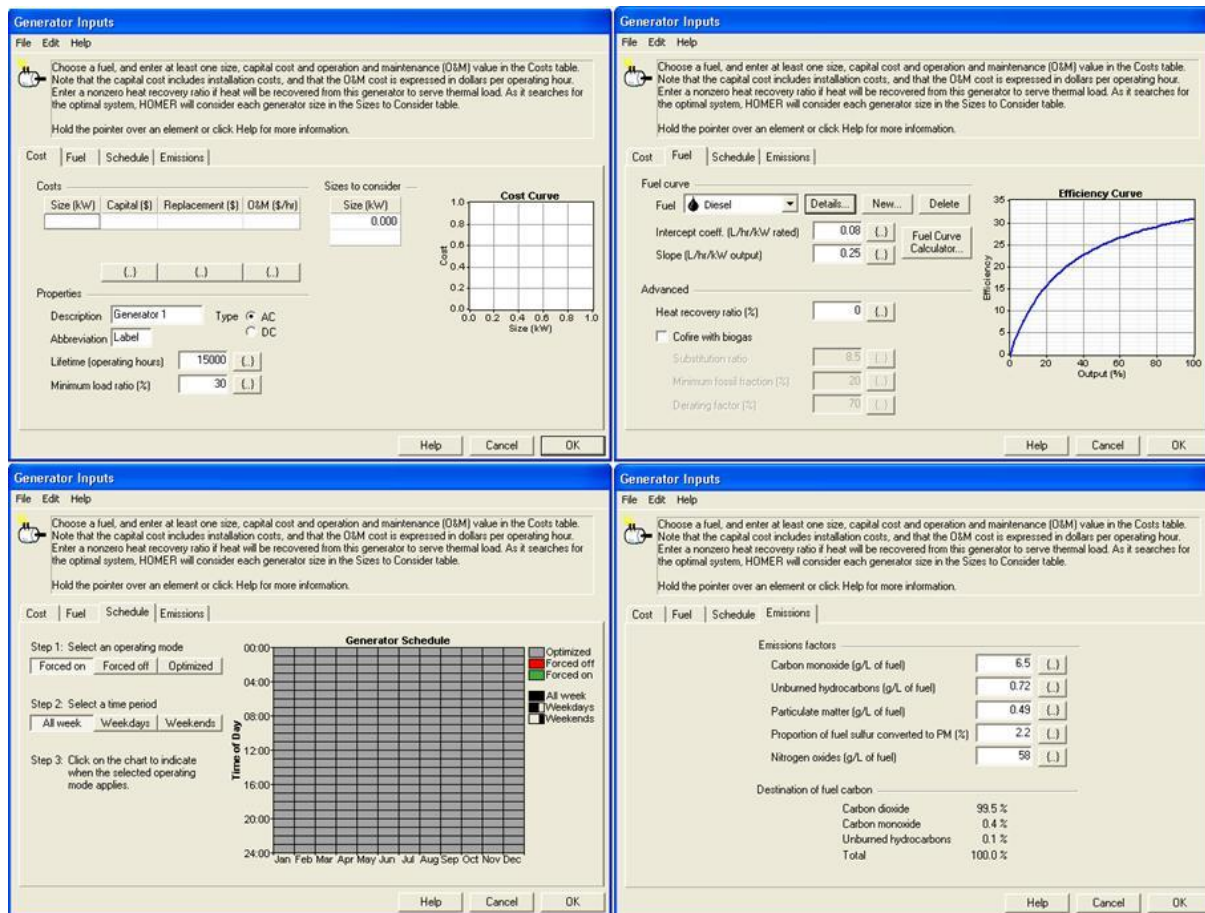 Generator Inputs
File Edit Help
Choose a fuel, and enter at least one size, capital cost and operation and maintenance (O&M) value in the Costs table.
Note that the capital cost includes installation costs, and that the O&M cost is expressed in dollars per operating hour.
Enter a nonzero heat recovery ratio if heat will be recovered from this generator to serve thermal load. As it searches for
the optimal system, HOMER will consider each generator size in the Sizes to Consider table.
Hold the pointer over an element or click Help for more information.
Cost Fuel Schedule Emissions
Costs
Size (kW) Capital ($) Replacement ($) O&M ($/hr)
{..} {..} {..}
Sizes to consider
Size (kW)
0.000
Cost Curve
1.0
0.8
0.6
0.4
0.2
0.0
Cost
0.0 0.2 0.4 0.6 0.8 1.0
Size (kW)
Properties
Description Generator 1 Type AC
DC
Abbreviation Label
Lifetime (operating hours) 15000 {..}
Minimum load ratio (%) 30 {..}
Help Cancel OK
Generator Inputs
File Edit Help
Choose a fuel, and enter at least one size, capital cost and operation and maintenance (O&M) value in the Costs table.
Note that the capital cost includes installation costs, and that the O&M cost is expressed in dollars per operating hour.
Enter a nonzero heat recovery ratio if heat will be recovered from this generator to serve thermal load. As it searches for
the optimal system, HOMER will consider each generator size in the Sizes to Consider table.
Hold the pointer over an element or click Help for more information.
Cost Fuel Schedule Emissions
Fuel curve
Fuel Diesel Details... New... Delete
Intercept coeff. (L/hr/kW rated) 0.08 {..}
Slope (L/hr/kW output) 0.25 {..}
Fuel Curve
Calculator...
Advanced
Heat recovery ratio (%) 0 {..}
Cofire with biogas
Substitution ratio 8.5 {..}
Minimum fossil fraction (%) 20 {..}
Derating factor (%) 70 {..}
Efficiency Curve
35
30
25
20
15
10
5
0
Efficiency
0 20 40 60 80 100
Output (%)
Help Cancel OK
Generator Inputs
File Edit Help
Choose a fuel, and enter at least one size, capital cost and operation and maintenance (O&M) value in the Costs table.
Note that the capital cost includes installation costs, and that the O&M cost is expressed in dollars per operating hour.
Enter a nonzero heat recovery ratio if heat will be recovered from this generator to serve thermal load. As it searches for
the optimal system, HOMER will consider each generator size in the Sizes to Consider table.
Hold the pointer over an element or click Help for more information.
Cost Fuel Schedule Emissions
Step 1: Select an operating mode
Forced on Forced off Optimized
Step 2: Select a time period
All week Weekdays Weekends
Step 3: Click on the chart to indicate
when the selected operating
mode applies.
Generator Schedule
00:00
04:00
08:00
12:00
16:00
20:00
24:00
Time of Day
Jan Feb Mar Apr May Jun Jul Aug Sep Oct Nov Dec
Optimized
Forced off
Forced on
All week
Weekdays
Weekends
Help Cancel OK
Generator Inputs
File Edit Help
Choose a fuel, and enter at least one size, capital cost and operation and maintenance (O&M) value in the Costs table.
Note that the capital cost includes installation costs, and that the O&M cost is expressed in dollars per operating hour.
Enter a nonzero heat recovery ratio if heat will be recovered from this generator to serve thermal load. As it searches for
the optimal system, HOMER will consider each generator size in the Sizes to Consider table.
Hold the pointer over an element or click Help for more information.
Cost Fuel Schedule Emissions
Emissions factors
Carbon monoxide (g/L of fuel) 6.5 {..}
Unburned hydrocarbons (g/L of fuel) 0.72 {..}
Particulate matter (g/L of fuel) 0.49 {..}
Proportion of fuel sulfur converted to PM (%) 2.2 {..}
Nitrogen oxides (g/L of fuel) 58 {..}
Destination of fuel carbon
Carbon dioxide 99.5 %
Carbon monoxide 0.4 %
Unburned hydrocarbons 0.1 %
Total 100.0 %
Help Cancel OK